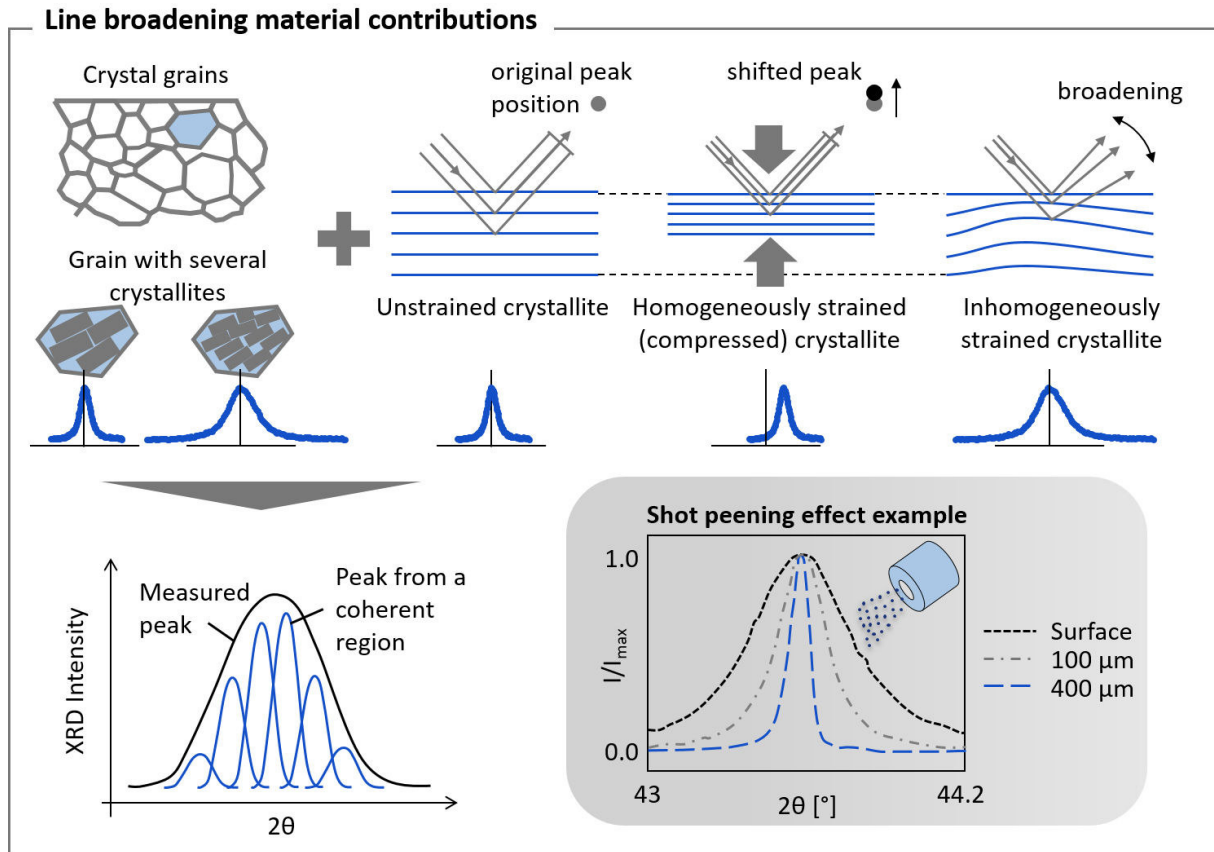 Line broadening material contributions
Crystal grains
original peak
position
shifted peak
broadening
Grain with several
crystallites
Unstrained crystallite
Homogeneously strained
(compressed) crystallite
Inhomogeneously
strained crystallite
Measured
peak
Peak from a
coherent
region
XRD Intensity
2θ
Shot peening effect example
1.0
I/Imax
0.0
43
2θ [°]
44.2
Surface
100 µm
400 µm